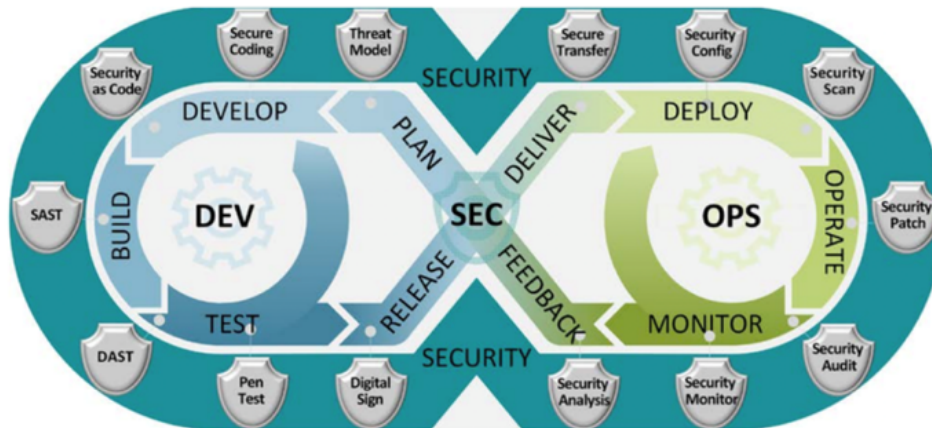 Secure
Coding
Threat
Model
Secure
Transfer
Security
Config
Security
as Code
SECURITY
Security
Scan
DEVELOP
PLAN
DELIVER
DEPLOY
SAST
BUILD
DEV
SEC
OPS
OPERATE
Security
Patch
TEST
RELEASE
FEEDBACK
MONITOR
DAST
Pen
Test
Digital
Sign
SECURITY
Security
Analysis
Security
Monitor
Security
Audit